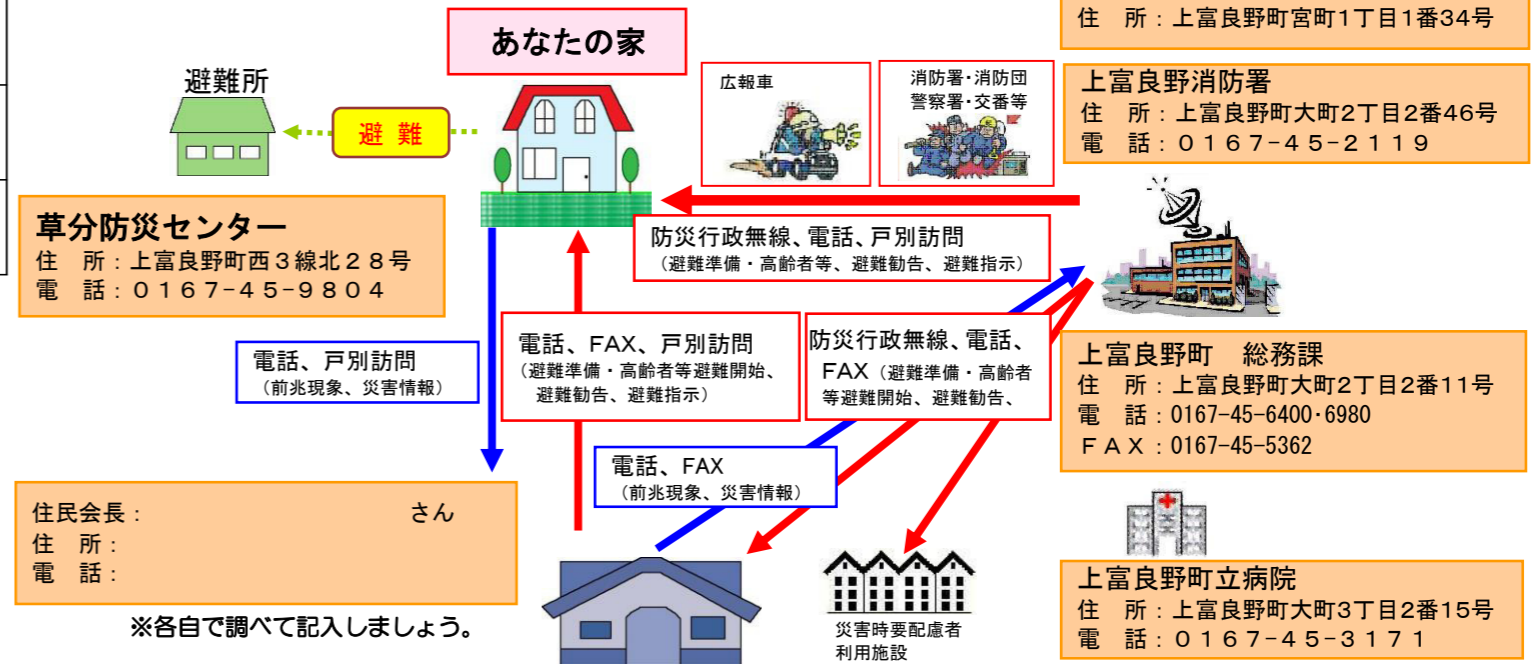 住　所：上富良野町宮町1丁目1番34号
あなたの家
避難所
避 難
広報車
消防署・消防団
警察署・交番等
上富良野消防署
住　所：上富良野町大町2丁目2番46号
電　話：０１６７-４５-２１１９
草分防災センター
住　所：上富良野町西３線北２８号
電　話：０１６７-４５-９８０４
防災行政無線、電話、戸別訪問
（避難準備・高齢者等、避難勧告、避難指示）
電話、戸別訪問
（前兆現象、災害情報）
電話、FAX、戸別訪問
（避難準備・高齢者等避難開始、
避難勧告、避難指示）
防災行政無線、電話、
FAX（避難準備・高齢者
等避難開始、避難勧告、
上富良野町　総務課
住　所：上富良野町大町2丁目2番11号
電　話：0167-45-6400・6980
ＦＡＸ：0167-45-5362
電話、FAX
（前兆現象、災害情報）
住民会長：　　　　　　　　さん
住　所：
電　話：
※各自で調べて記入しましょう。
災害時要配慮者
利用施設
上富良野町立病院
住　所：上富良野町大町3丁目2番15号
電　話：０１６７-４５-３１７１